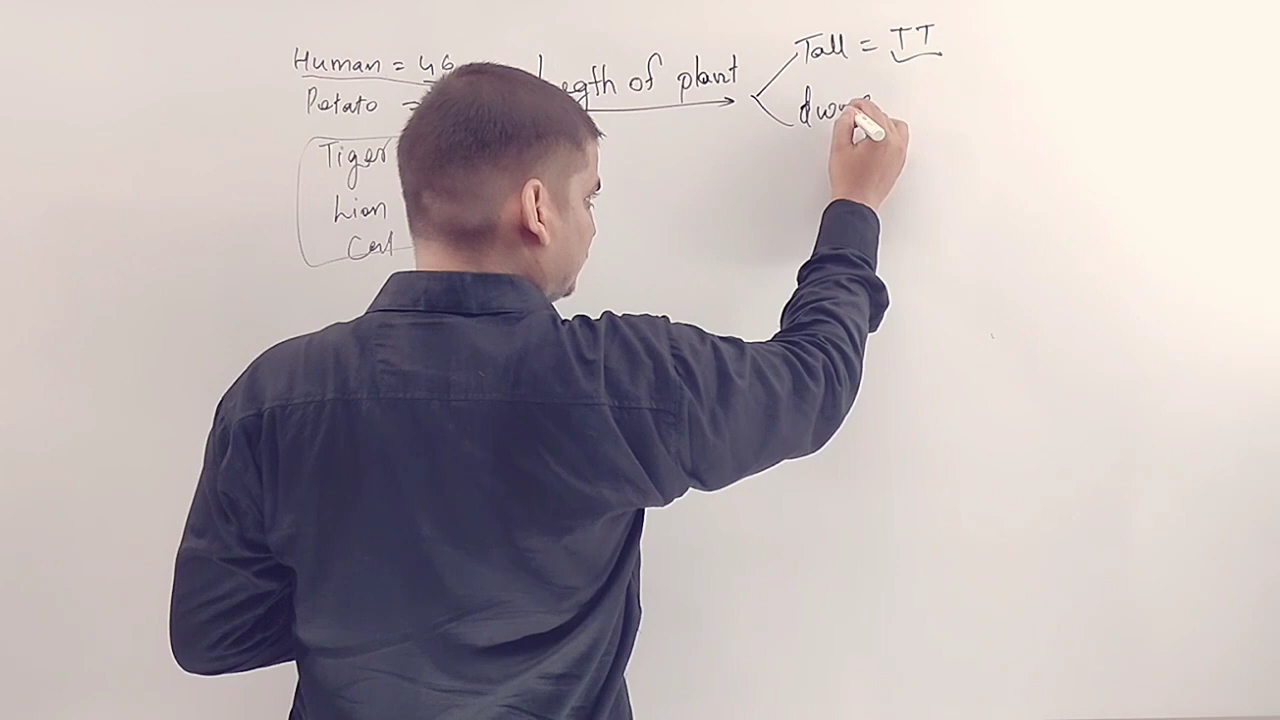 Human = 46
Potato =
Tiger
Lion
Cat
Length of plant
Tall = TT
dwa